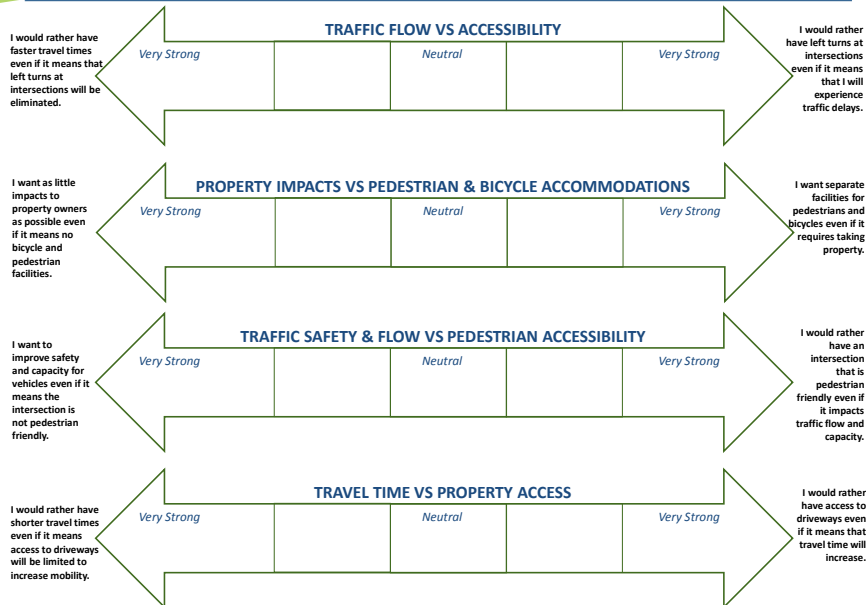 TRAFFIC FLOW VS ACCESSIBILITY
I would rather have
faster travel times
even if it means that
left turns at
intersections will be
eliminated.
Very Strong
Neutral
Very Strong
I would rather
have left turns at
intersections
even if it means
that I will
experience
traffic delays.
PROPERTY IMPACTS VS PEDESTRIAN & BICYCLE ACCOMMODATIONS
I want as little
impacts to
property owners
as possible even
if it means no
bicycle and
pedestrian
facilities.
Very Strong
Neutral
Very Strong
I want separate
facilities for
pedestrians and
bicycles even if it
requires taking
property.
TRAFFIC SAFETY & FLOW VS PEDESTRIAN ACCESSIBILITY
I want to
improve safety
and capacity for
vehicles even if it
means the
intersection is
not pedestrian
friendly.
Very Strong
Neutral
Very Strong
I would rather
have an
intersection
that is
pedestrian
friendly even if
it impacts
traffic flow and
capacity.
TRAVEL TIME VS PROPERTY ACCESS
I would rather have
shorter travel times
even if it means
access to driveways
will be limited to
increase mobility.
Very Strong
Neutral
Very Strong
I would rather
have access to
driveways even
if it means that
travel time will
increase.